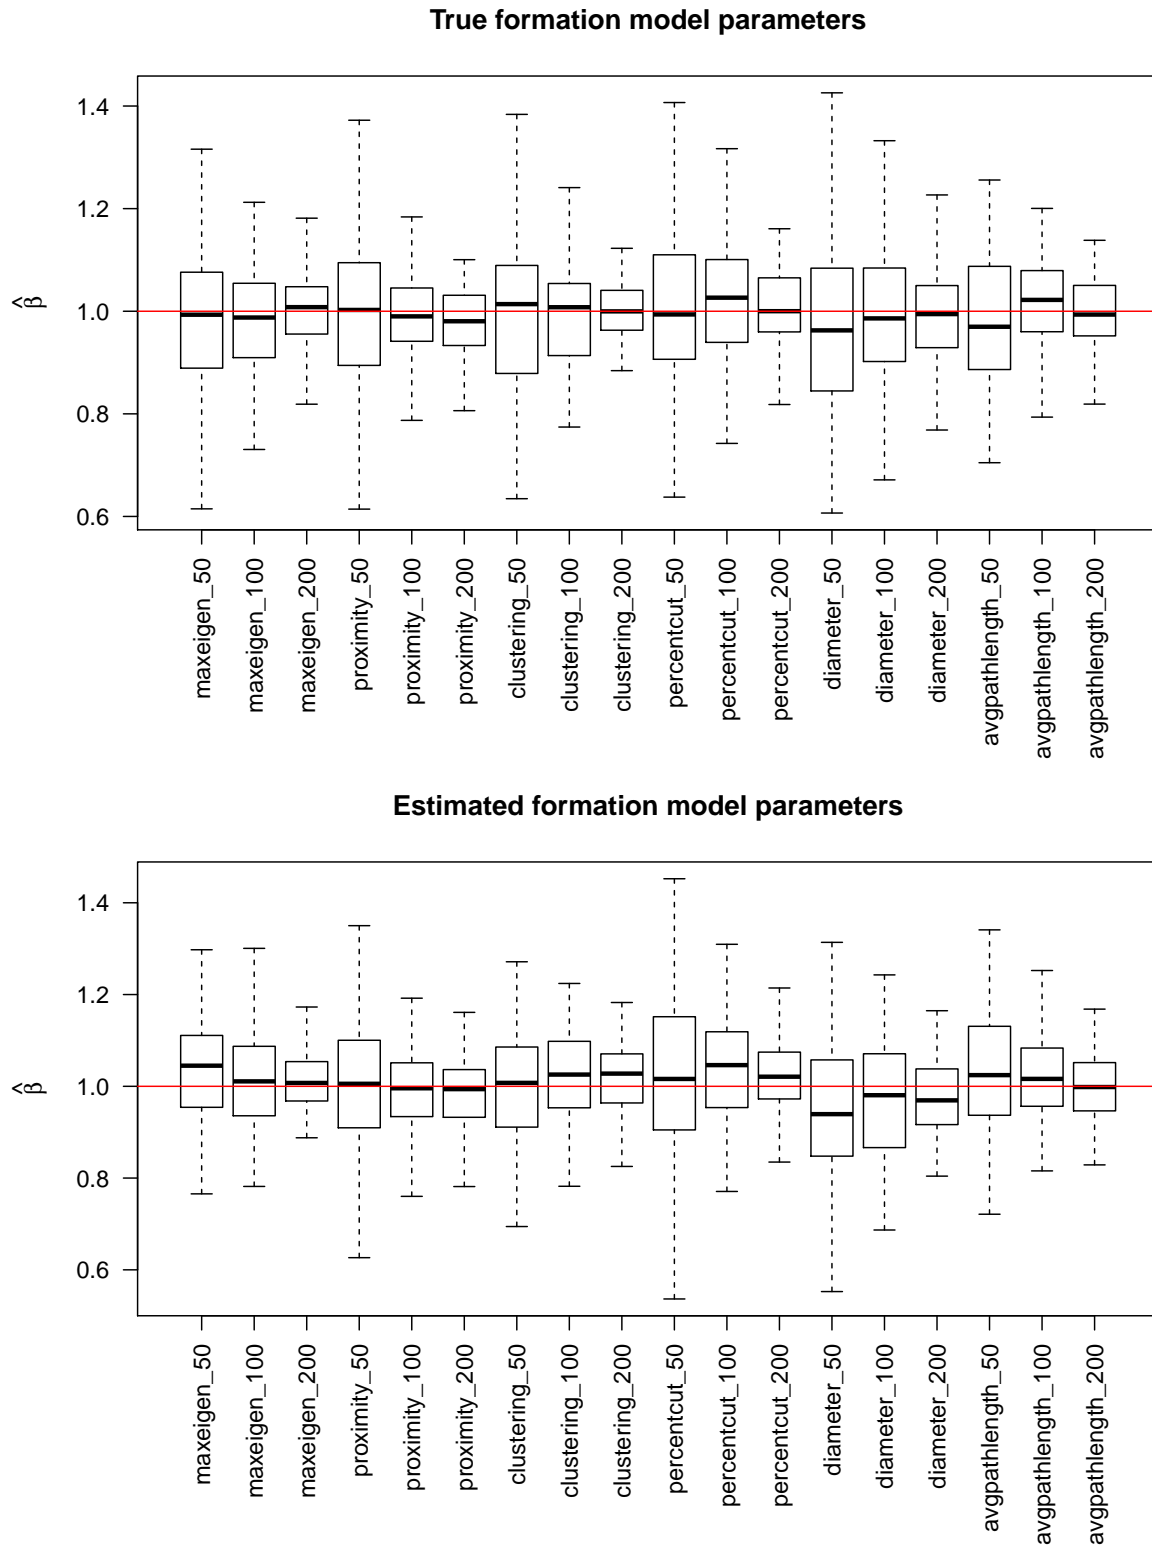 True formation model parameters
1.4
1.2
1.0
0.8
0.6
β̂
maxeigen_50
maxeigen_100
maxeigen_200
proximity_50
proximity_100
proximity_200
clustering_50
clustering_100
clustering_200
percentcut_50
percentcut_100
percentcut_200
diameter_50
diameter_100
diameter_200
avgpathlength_50
avgpathlength_100
avgpathlength_200
Estimated formation model parameters
1.4
1.2
1.0
0.8
0.6
β̂
maxeigen_50
maxeigen_100
maxeigen_200
proximity_50
proximity_100
proximity_200
clustering_50
clustering_100
clustering_200
percentcut_50
percentcut_100
percentcut_200
diameter_50
diameter_100
diameter_200
avgpathlength_50
avgpathlength_100
avgpathlength_200